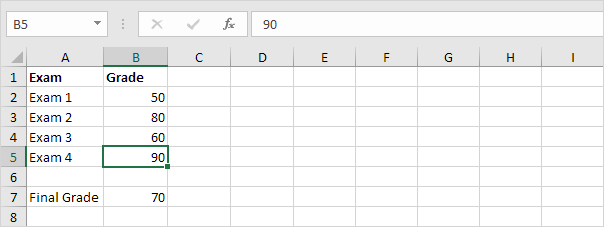 B5 fx 90
A B C D E F G H I
1 Exam Grade
2 Exam 1 50
3 Exam 2 80
4 Exam 3 60
5 Exam 4 90
6
7 Final Grade 70
8